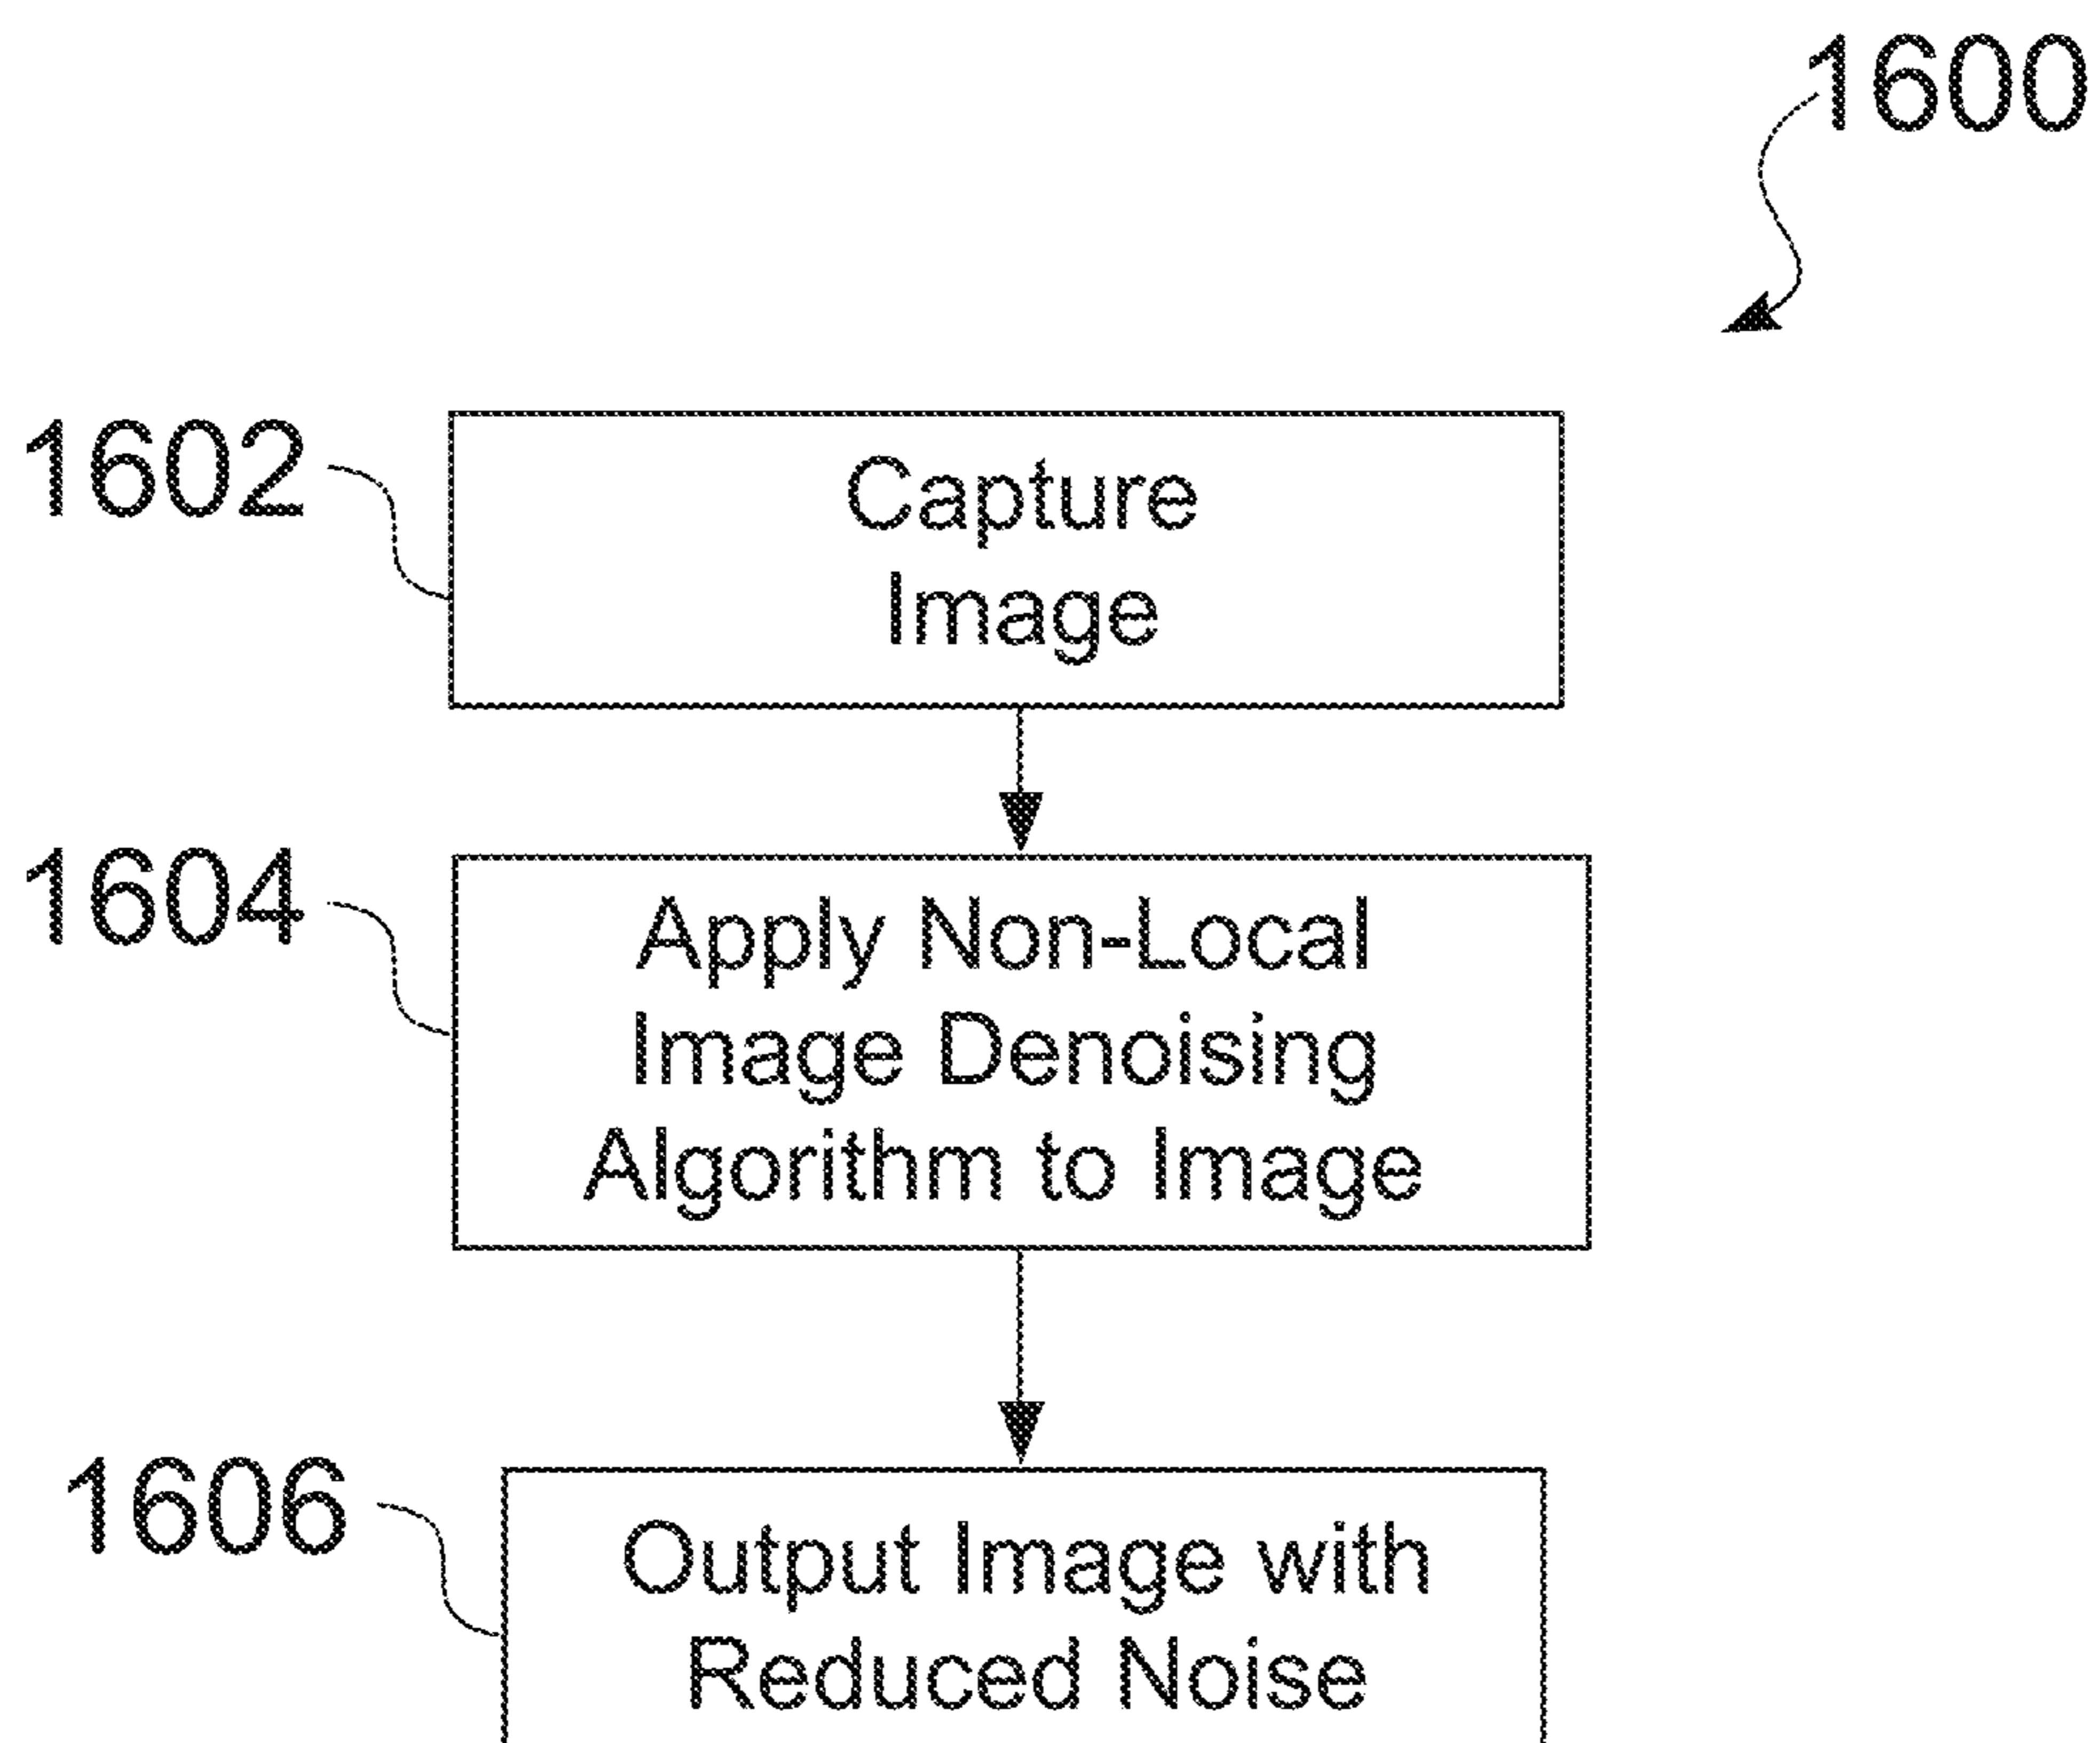 1600
1602
Capture
Image
1604
Apply Non-Local
Image Denoising
Algorithm to Image
1606
Output Image with
Reduced Noise